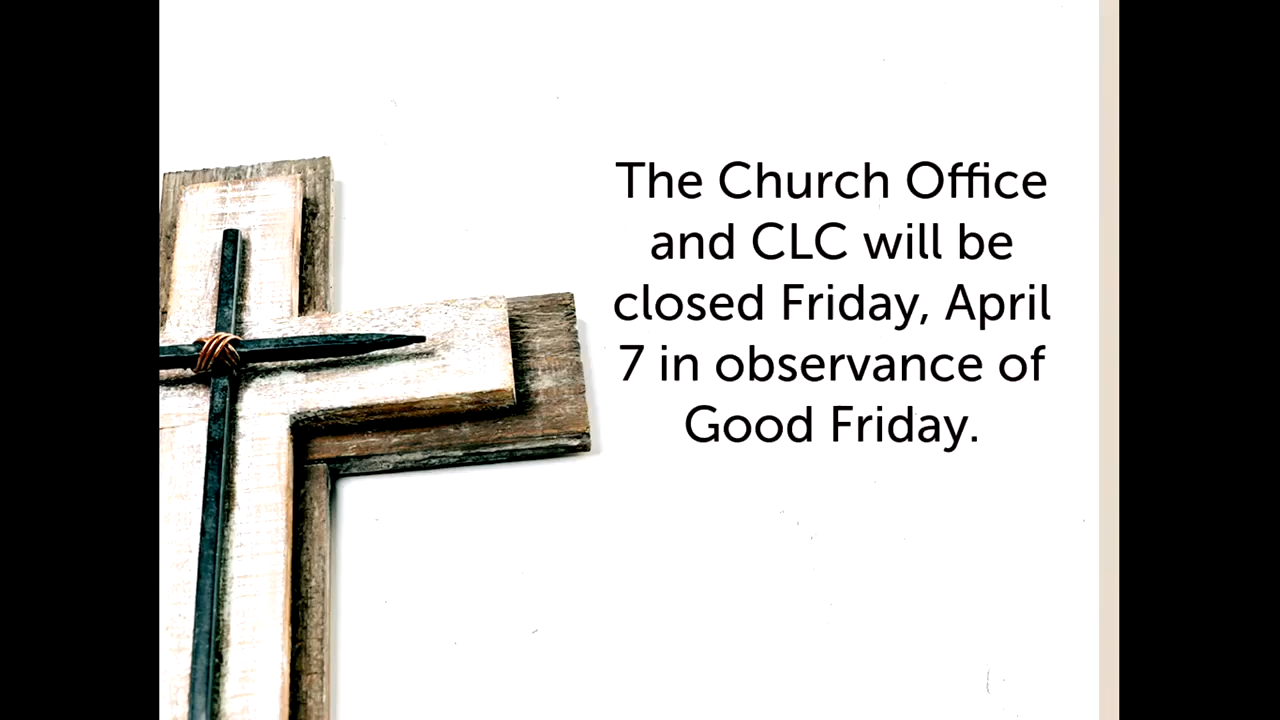 The Church Office
and CLC will be
closed Friday, April
7 in observance of
Good Friday.